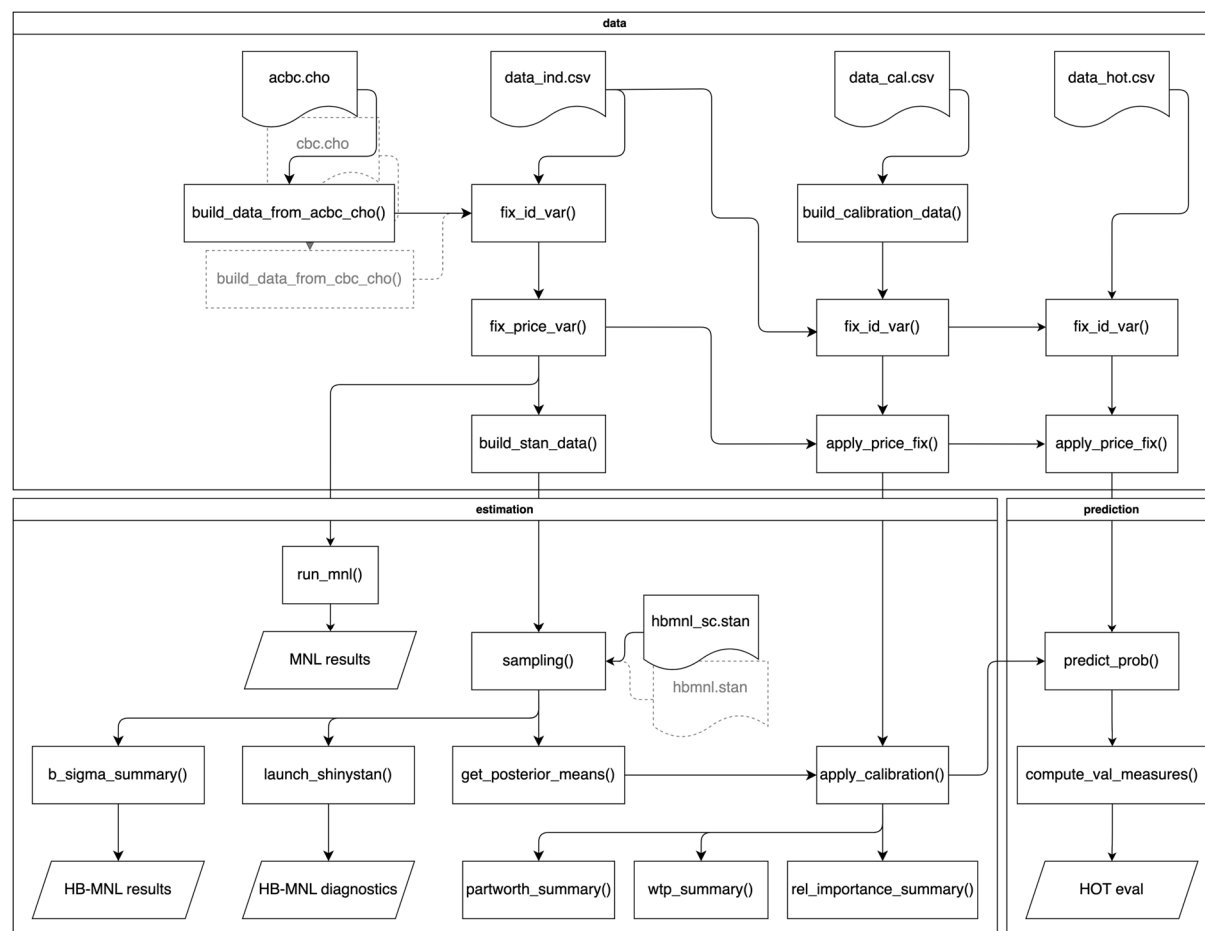 data
acbc.cho
data_ind.csv
data_cal.csv
data_hot.csv
cbc.cho
build_data_from_acbc_cho()
fix_id_var()
build_calibration_data()
build_data_from_cbc_cho()
fix_price_var()
fix_id_var()
fix_id_var()
build_stan_data()
apply_price_fix()
apply_price_fix()
estimation
prediction
run_mnl()
hbmnl_sc.stan
MNL results
sampling()
predict_prob()
hbmnl.stan
b_sigma_summary()
launch_shinystan()
get_posterior_means()
apply_calibration()
compute_val_measures()
HB-MNL results
HB-MNL diagnostics
partworth_summary()
wtp_summary()
rel_importance_summary()
HOT eval